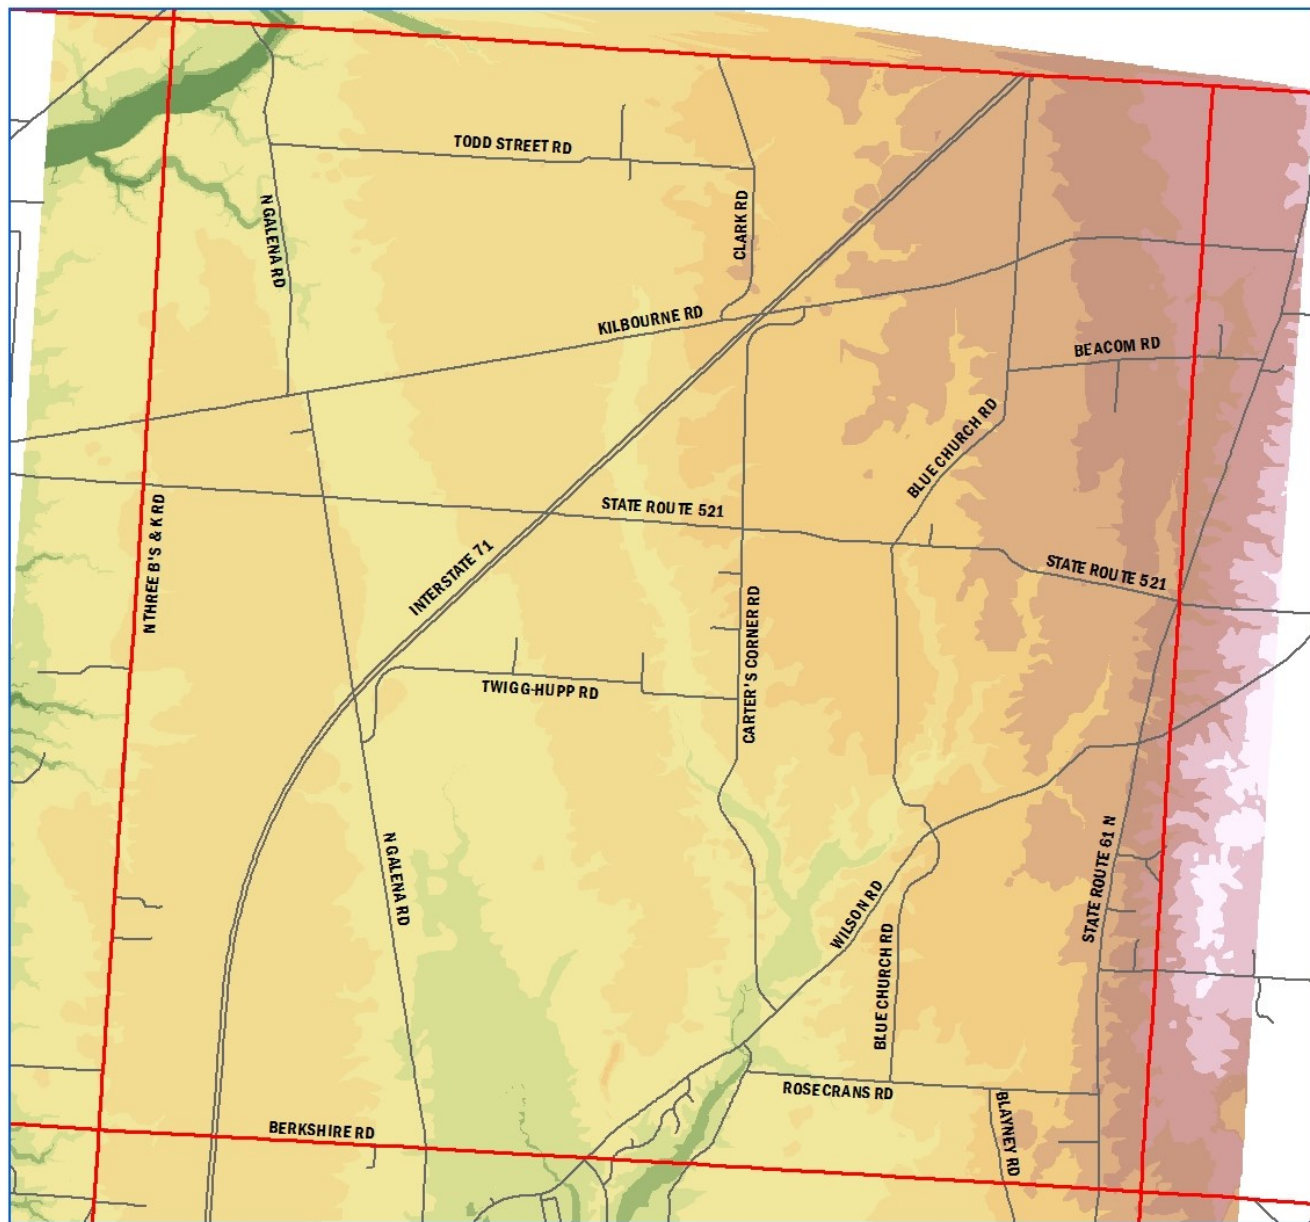 TODD STREET RD
N GALENA RD
CLARK RD
KILBOURNE RD
BEACOM RD
BLUE CHURCH RD
STATE ROUTE 521
N THREE B'S & K RD
INTERSTATE 71
STATE ROUTE 521
CARTER'S CORNER RD
TWIGG-HUPP RD
N GALENA RD
STATE ROUTE 61 N
WILSON RD
BLUE CHURCH RD
ROSECRANS RD
BLAYNEY RD
BERKSHIRE RD